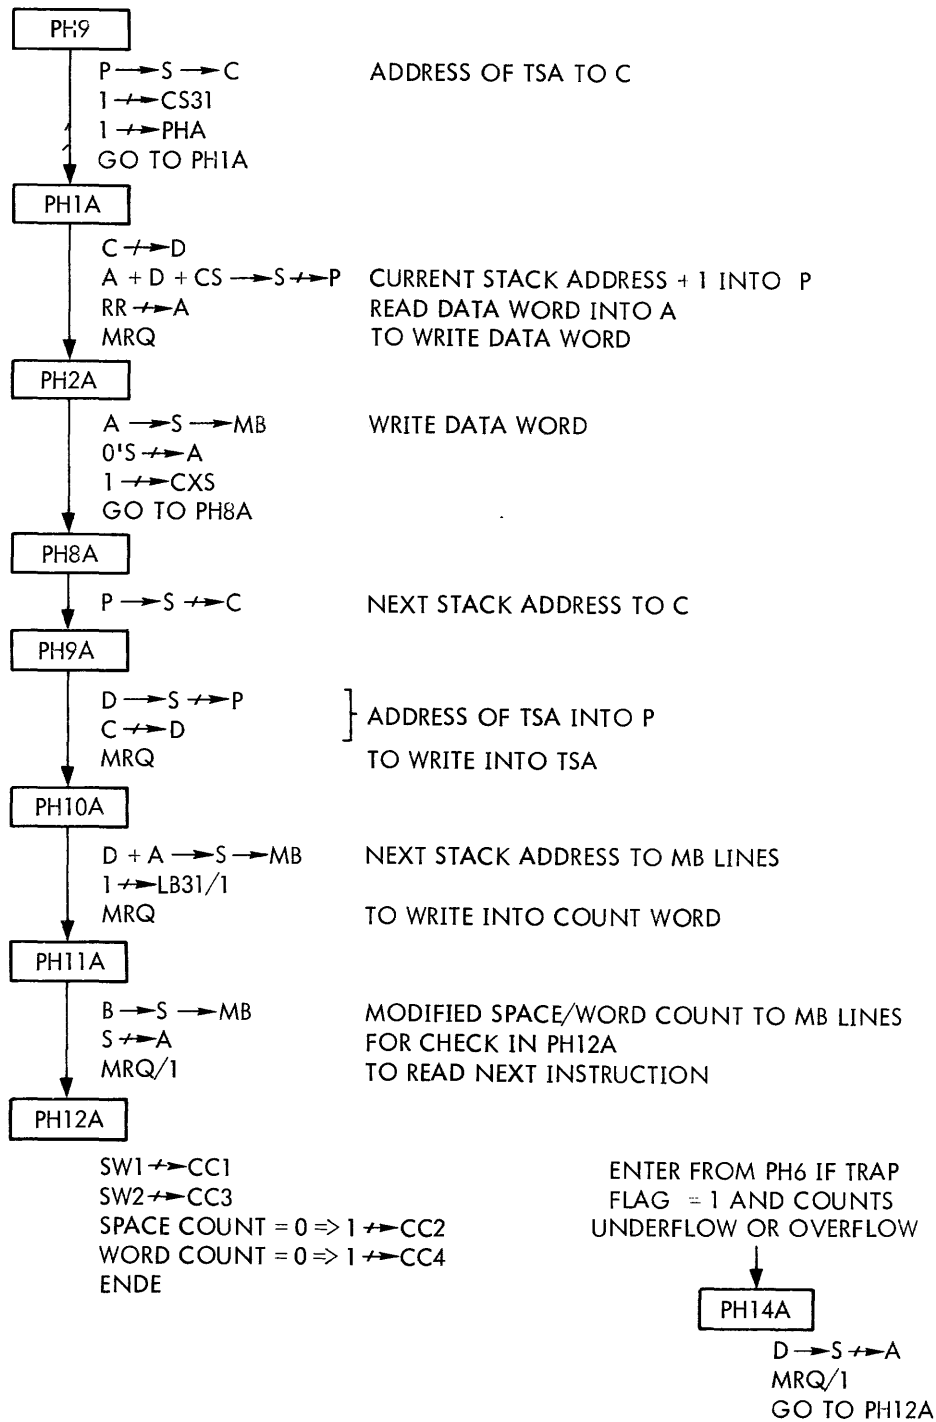 PH9
P → S → C ADDRESS OF TSA TO C
1 ↛ CS31
1 ↛ PHA
GO TO PH1A
PH1A
C ↛ D
A + D + CS → S ↛ P CURRENT STACK ADDRESS + 1 INTO P
RR ↛ A READ DATA WORD INTO A
MRQ TO WRITE DATA WORD
PH2A
A → S → MB WRITE DATA WORD
0'S ↛ A
1 ↛ CXS
GO TO PH8A
PH8A
P → S ↛ C NEXT STACK ADDRESS TO C
PH9A
D → S ↛ P
C ↛ D
ADDRESS OF TSA INTO P
MRQ TO WRITE INTO TSA
PH10A
D + A → S → MB NEXT STACK ADDRESS TO MB LINES
1 ↛ LB31/1
MRQ TO WRITE INTO COUNT WORD
PH11A
B → S → MB MODIFIED SPACE/WORD COUNT TO MB LINES
S ↛ A FOR CHECK IN PH12A
MRQ/1 TO READ NEXT INSTRUCTION
PH12A
SW1 ↛ CC1
SW2 ↛ CC3
SPACE COUNT = 0 => 1 ↛ CC2
WORD COUNT = 0 => 1 ↛ CC4
ENDE
ENTER FROM PH6 IF TRAP
FLAG = 1 AND COUNTS
UNDERFLOW OR OVERFLOW
PH14A
D → S ↛ A
MRQ/1
GO TO PH12A